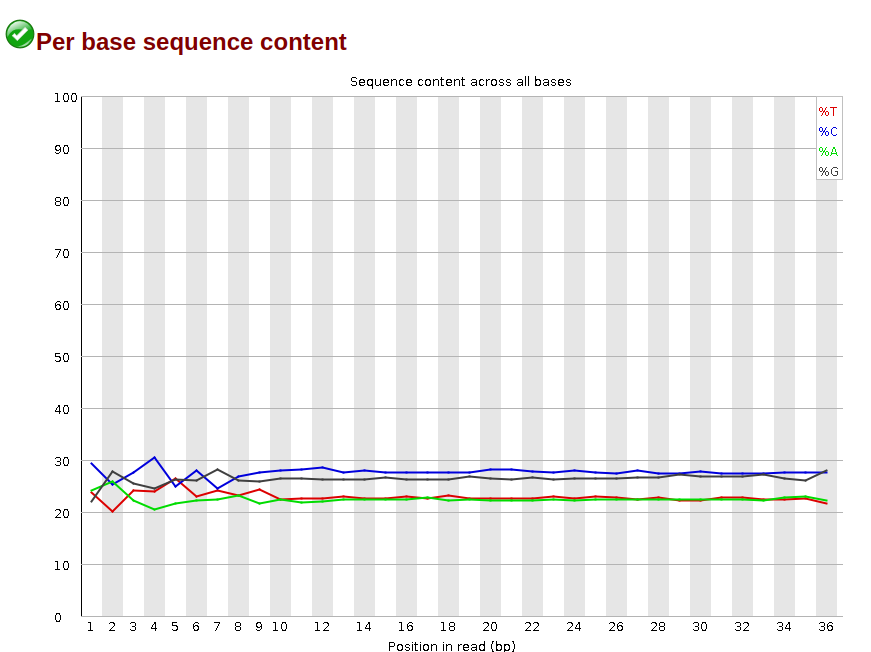 Per base sequence content
Sequence content across all bases
%T
%C
%A
%G
100
90
80
70
60
50
40
30
20
10
0
1 2 3 4 5 6 7 8 9 10 12 14 16 18 20 22 24 26 28 30 32 34 36
Position in read (bp)